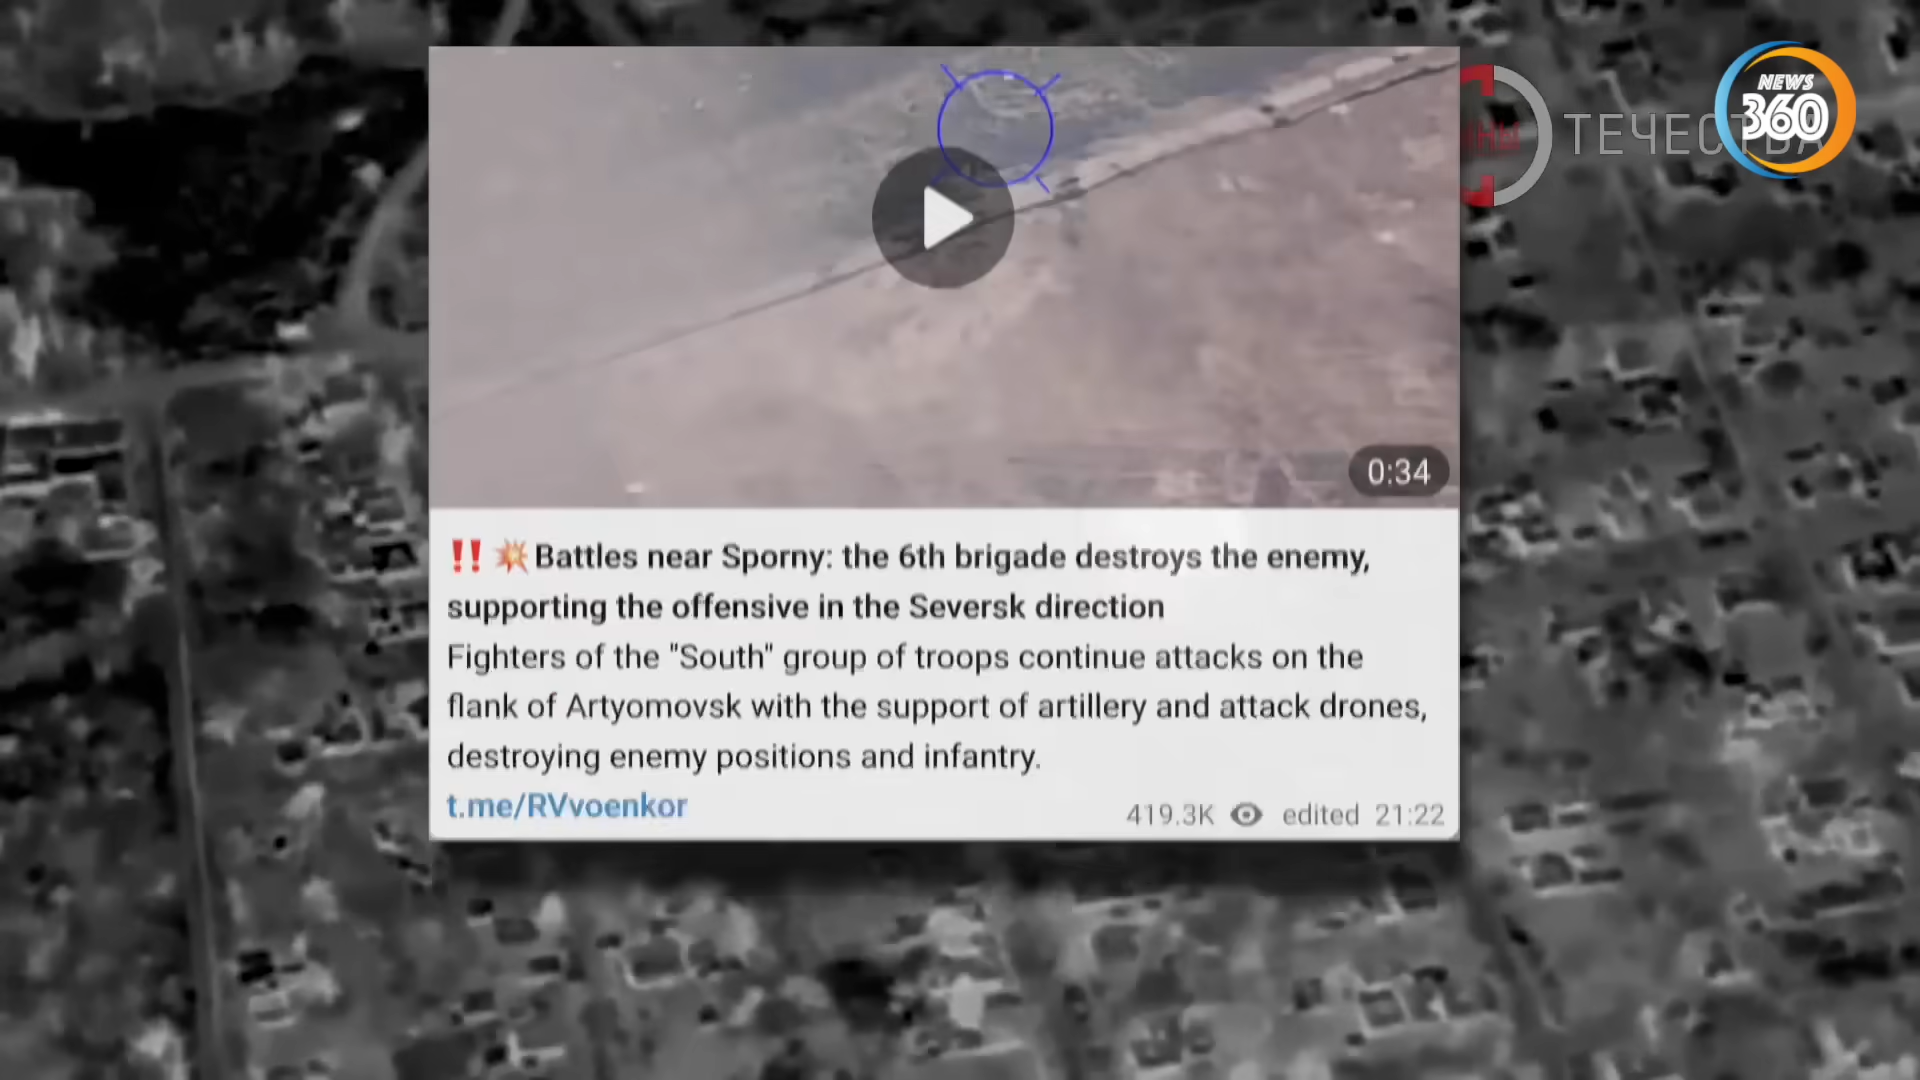 NEWS
360
ТЕЧЕСТВА
0:34
‼️💥Battles near Sporny: the 6th brigade destroys the enemy,
supporting the offensive in the Seversk direction
Fighters of the "South" group of troops continue attacks on the
flank of Artyomovsk with the support of artillery and attack drones,
destroying enemy positions and infantry.
t.me/RVvoenkor
419.3K edited 21:22